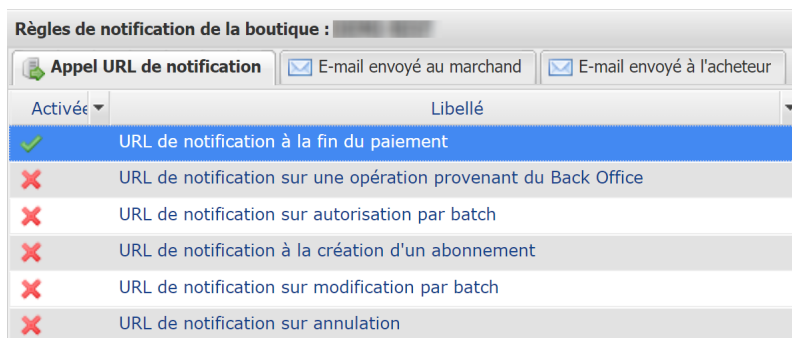 Règles de notification de la boutique :
Appel URL de notification E-mail envoyé au marchand E-mail envoyé à l'acheteur
Activée Libellé
URL de notification à la fin du paiement
URL de notification sur une opération provenant du Back Office
URL de notification sur autorisation par batch
URL de notification à la création d'un abonnement
URL de notification sur modification par batch
URL de notification sur annulation